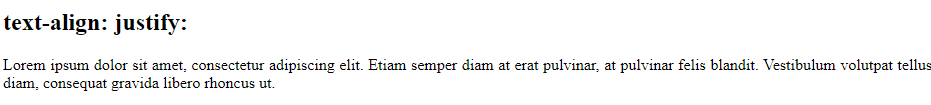 text-align: justify:
Lorem ipsum dolor sit amet, consectetur adipiscing elit. Etiam semper diam at erat pulvinar, at pulvinar felis blandit. Vestibulum volutpat tellus
diam, consequat gravida libero rhoncus ut.